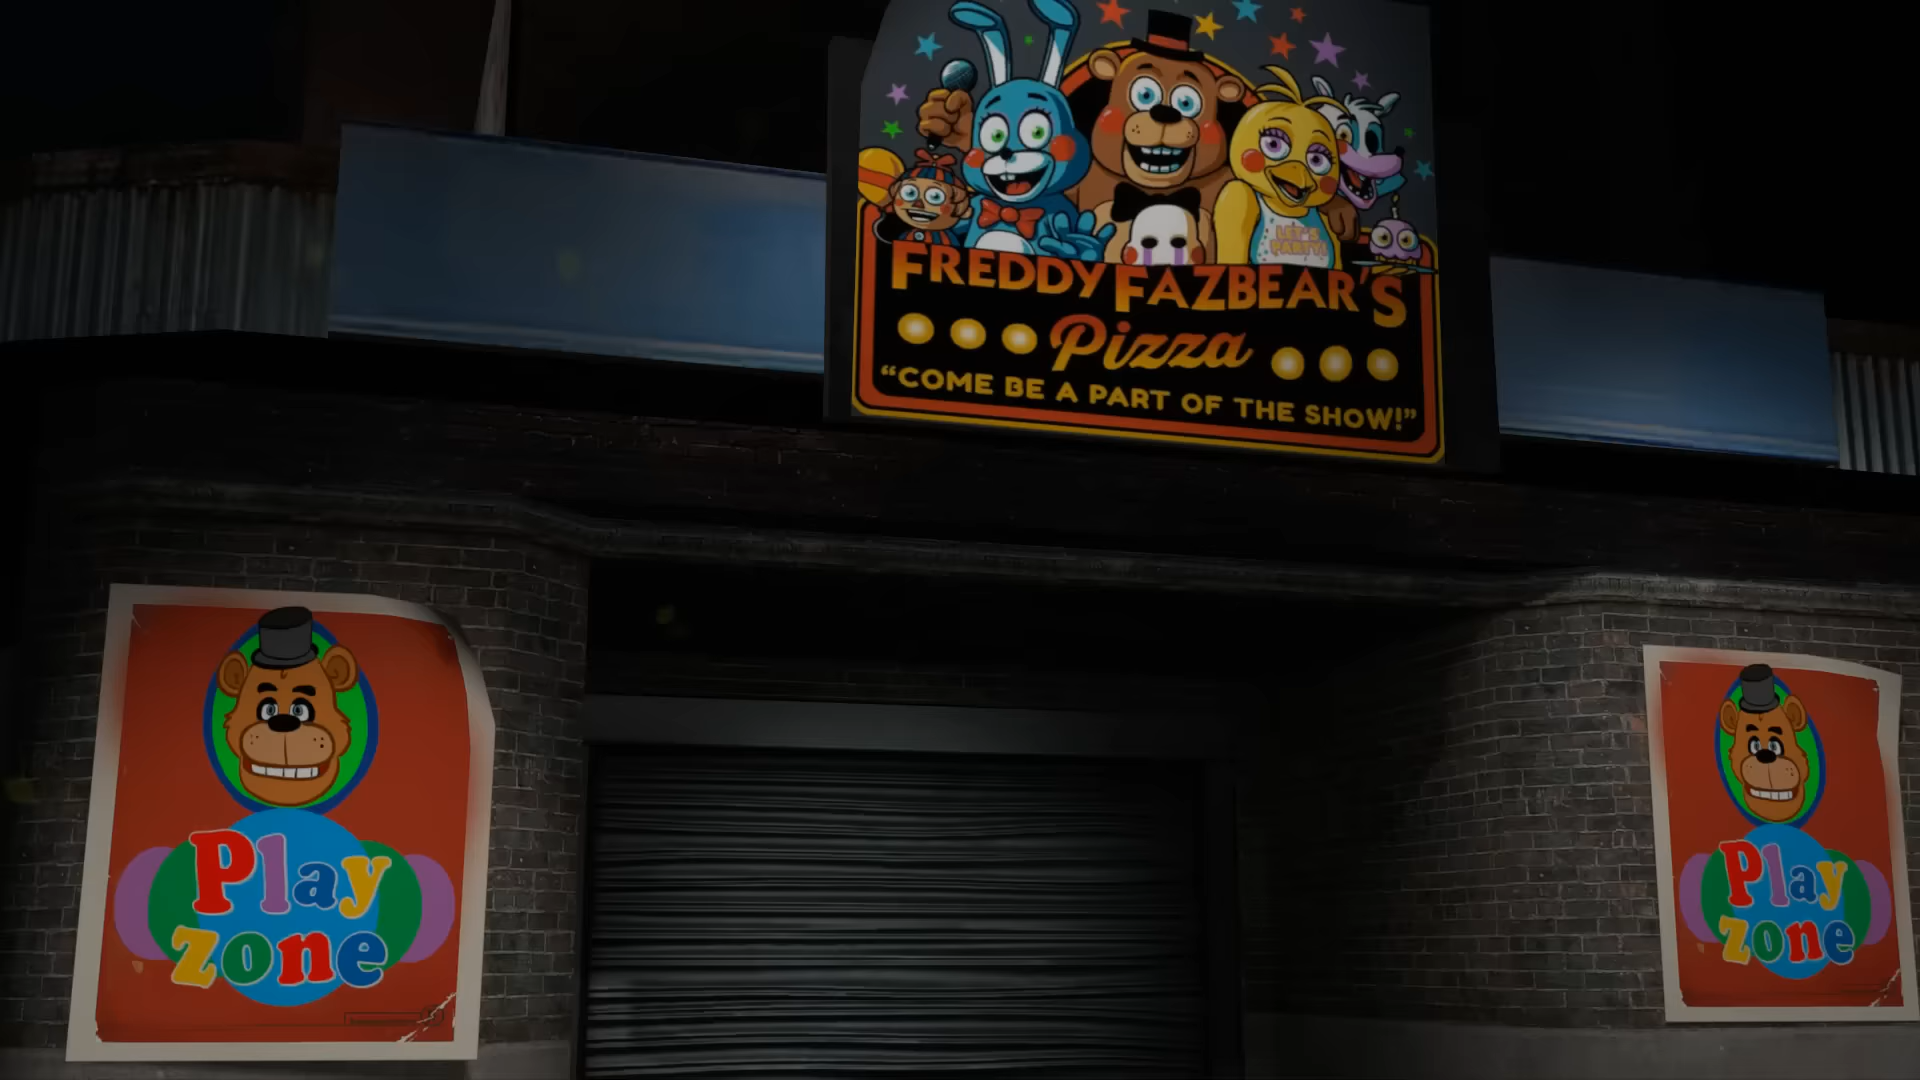 LET'S
PARTY!
FREDDY FAZBEAR'S
Pizza
"COME BE A PART OF THE SHOW!"
Play
zone
Play
zone